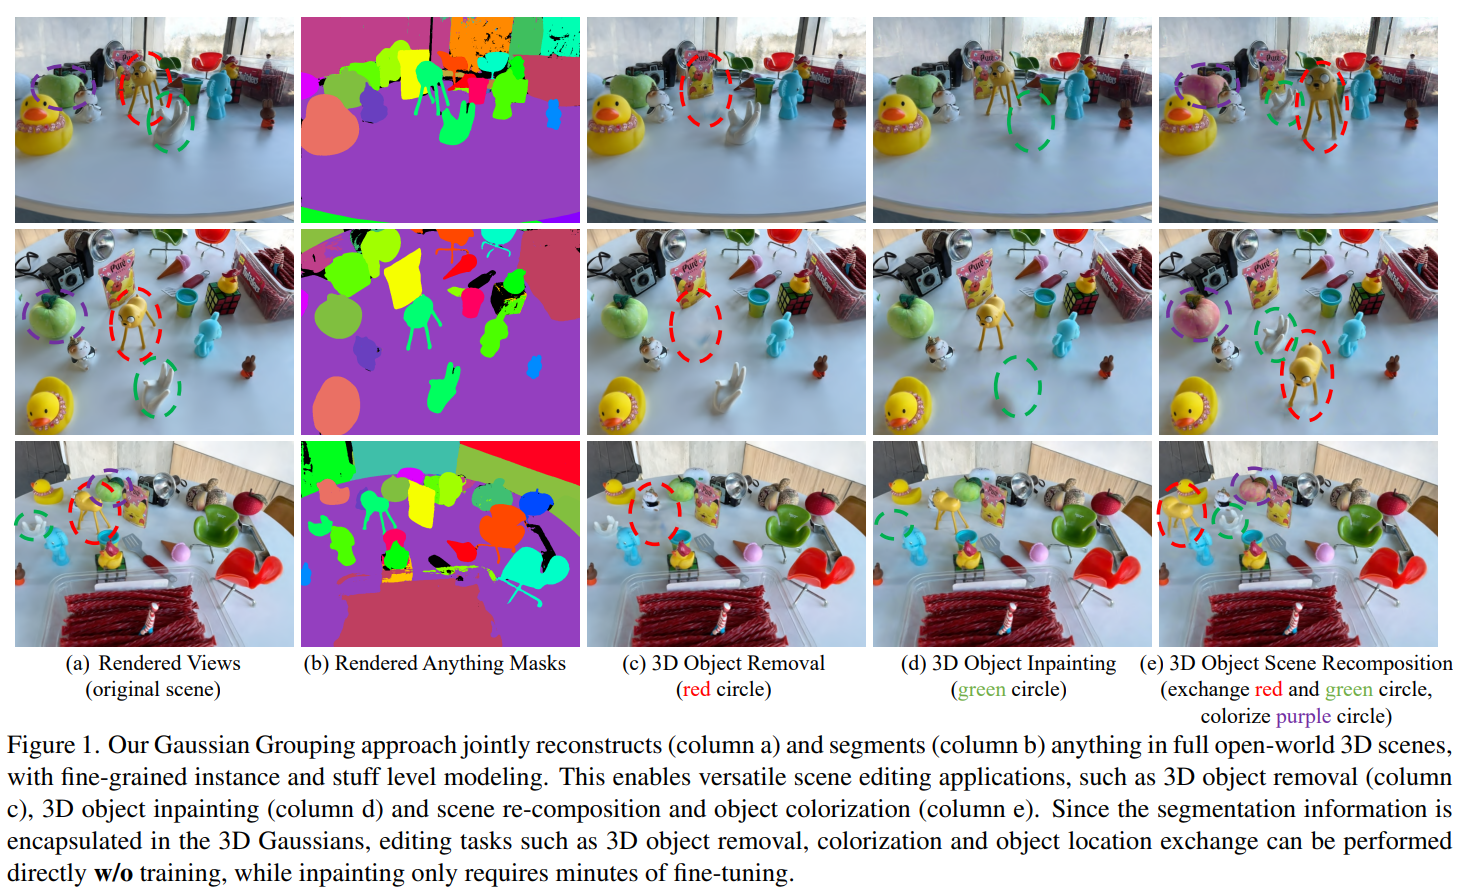 Pure
Pure
Pure
Pure
Pure
Pure
(a) Rendered Views
(original scene)
(b) Rendered Anything Masks
(c) 3D Object Removal
(red circle)
(d) 3D Object Inpainting
(green circle)
(e) 3D Object Scene Recomposition
(exchange red and green circle,
colorize purple circle)
Figure 1. Our Gaussian Grouping approach jointly reconstructs (column a) and segments (column b) anything in full open-world 3D scenes,
with fine-grained instance and stuff level modeling. This enables versatile scene editing applications, such as 3D object removal (column
c), 3D object inpainting (column d) and scene re-composition and object colorization (column e). Since the segmentation information is
encapsulated in the 3D Gaussians, editing tasks such as 3D object removal, colorization and object location exchange can be performed
directly w/o training, while inpainting only requires minutes of fine-tuning.